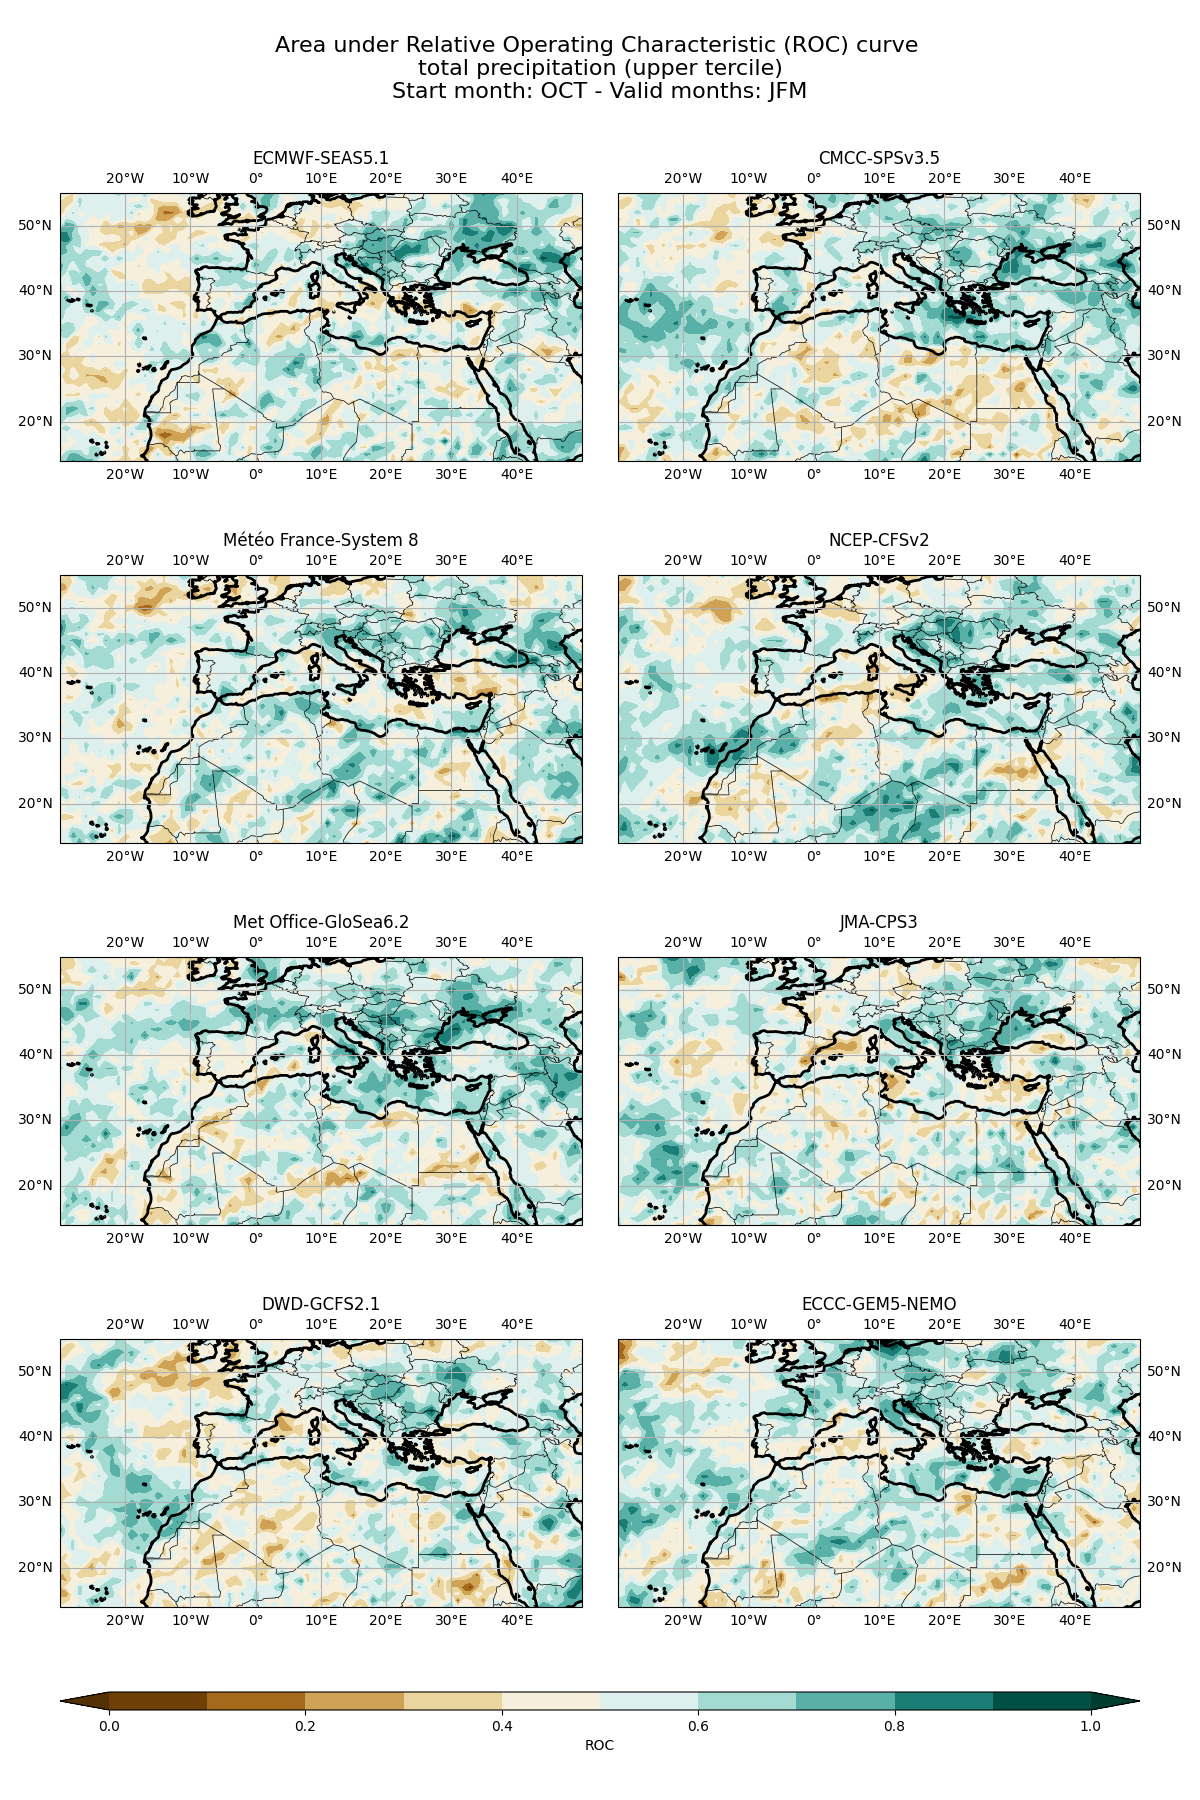 Area under Relative Operating Characteristic (ROC) curve
total precipitation (upper tercile)
Start month: OCT - Valid months: JFM
ECMWF-SEAS5.1
20°W 10°W 0° 10°E 20°E 30°E 40°E
50°N
40°N
30°N
20°N
20°W 10°W 0° 10°E 20°E 30°E 40°E
CMCC-SPSv3.5
20°W 10°W 0° 10°E 20°E 30°E 40°E
50°N
40°N
30°N
20°N
20°W 10°W 0° 10°E 20°E 30°E 40°E
Météo France-System 8
20°W 10°W 0° 10°E 20°E 30°E 40°E
50°N
40°N
30°N
20°N
20°W 10°W 0° 10°E 20°E 30°E 40°E
NCEP-CFSv2
20°W 10°W 0° 10°E 20°E 30°E 40°E
50°N
40°N
30°N
20°N
20°W 10°W 0° 10°E 20°E 30°E 40°E
Met Office-GloSea6.2
20°W 10°W 0° 10°E 20°E 30°E 40°E
50°N
40°N
30°N
20°N
20°W 10°W 0° 10°E 20°E 30°E 40°E
JMA-CPS3
20°W 10°W 0° 10°E 20°E 30°E 40°E
50°N
40°N
30°N
20°N
20°W 10°W 0° 10°E 20°E 30°E 40°E
DWD-GCFS2.1
20°W 10°W 0° 10°E 20°E 30°E 40°E
50°N
40°N
30°N
20°N
20°W 10°W 0° 10°E 20°E 30°E 40°E
ECCC-GEM5-NEMO
20°W 10°W 0° 10°E 20°E 30°E 40°E
50°N
40°N
30°N
20°N
20°W 10°W 0° 10°E 20°E 30°E 40°E
0.0 0.2 0.4 0.6 0.8 1.0
ROC